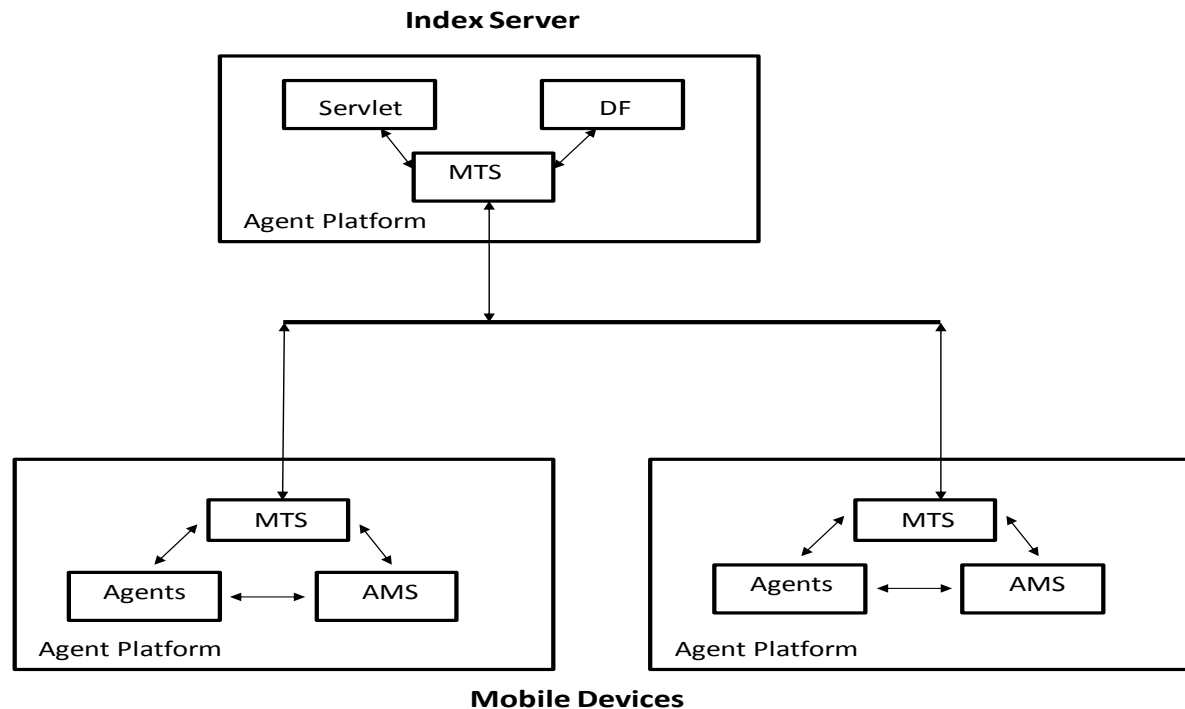 Index Server
Servlet
DF
MTS
Agent Platform
MTS
Agents
AMS
Agent Platform
MTS
Agents
AMS
Agent Platform
Mobile Devices